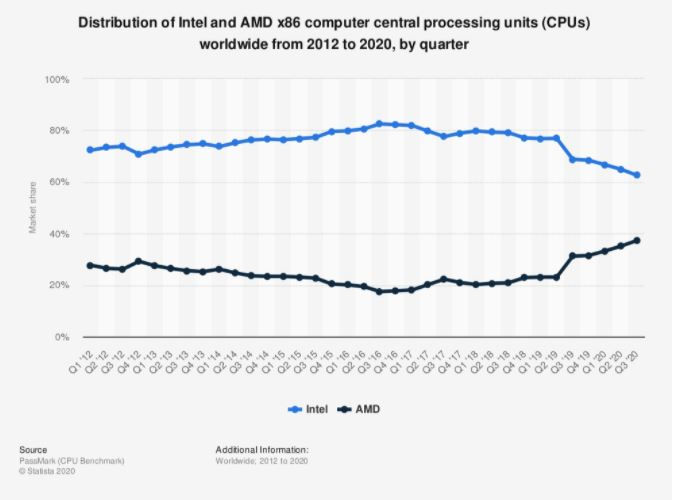 Distribution of Intel and AMD x86 computer central processing units (CPUs)
worldwide from 2012 to 2020, by quarter
100%
80%
60%
40%
20%
0%
Market share
Q1 '12
Q2 '12
Q3 '12
Q4 '12
Q1 '13
Q2 '13
Q3 '13
Q4 '13
Q1 '14
Q2 '14
Q3 '14
Q4 '14
Q1 '15
Q2 '15
Q3 '15
Q4 '15
Q1 '16
Q2 '16
Q3 '16
Q4 '16
Q1 '17
Q2 '17
Q3 '17
Q4 '17
Q1 '18
Q2 '18
Q3 '18
Q4 '18
Q1 '19
Q2 '19
Q3 '19
Q4 '19
Q1 '20
Q2 '20
Q3 '20
Intel AMD
Source
PassMark (CPU Benchmark)
© Statista 2020
Additional Information:
Worldwide; 2012 to 2020